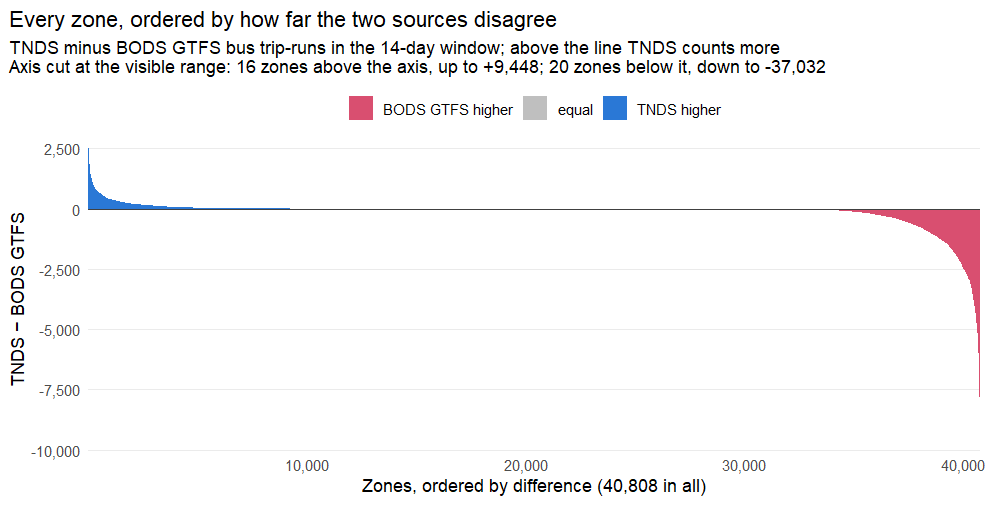 Every zone, ordered by how far the two sources disagree
TNDS minus BODS GTFS bus trip-runs in the 14-day window; above the line TNDS counts more
Axis cut at the visible range: 16 zones above the axis, up to +9,448; 20 zones below it, down to -37,032
BODS GTFS higher equal TNDS higher
TNDS − BODS GTFS
2,500
0
-2,500
-5,000
-7,500
-10,000
10,000 20,000 30,000 40,000
Zones, ordered by difference (40,808 in all)